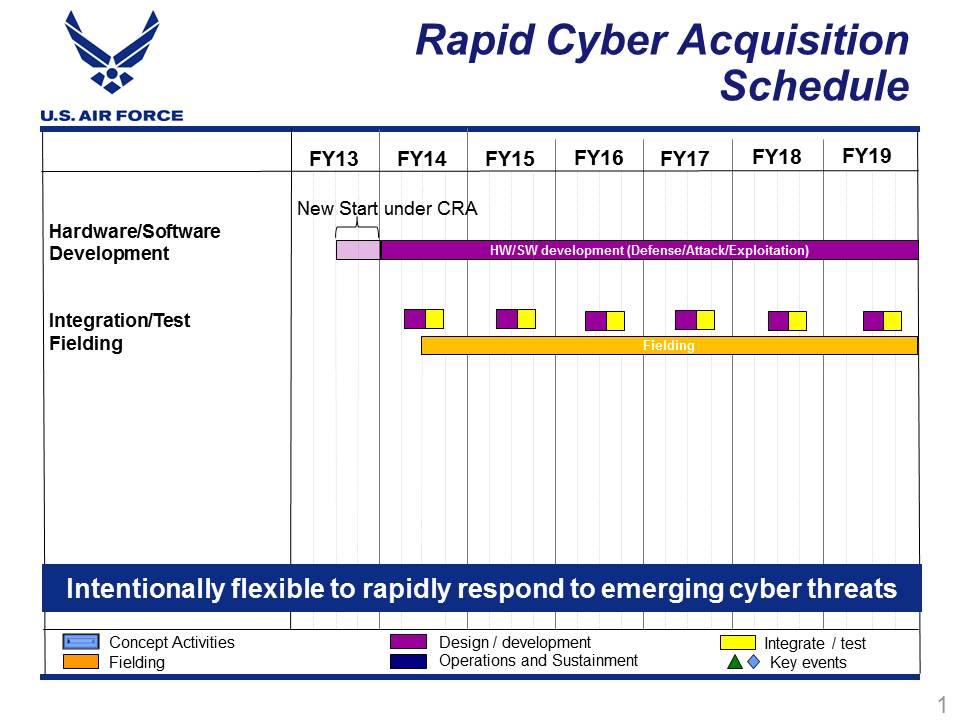 U.S. AIR FORCE
Rapid Cyber Acquisition
Schedule
FY13 FY14 FY15 FY16 FY17 FY18 FY19
New Start under CRA
Hardware/Software
Development
HW/SW development (Defense/Attack/Exploitation)
Integration/Test
Fielding
Fielding
Intentionally flexible to rapidly respond to emerging cyber threats
Concept Activities Design / development Integrate / test
Fielding Operations and Sustainment Key events
1